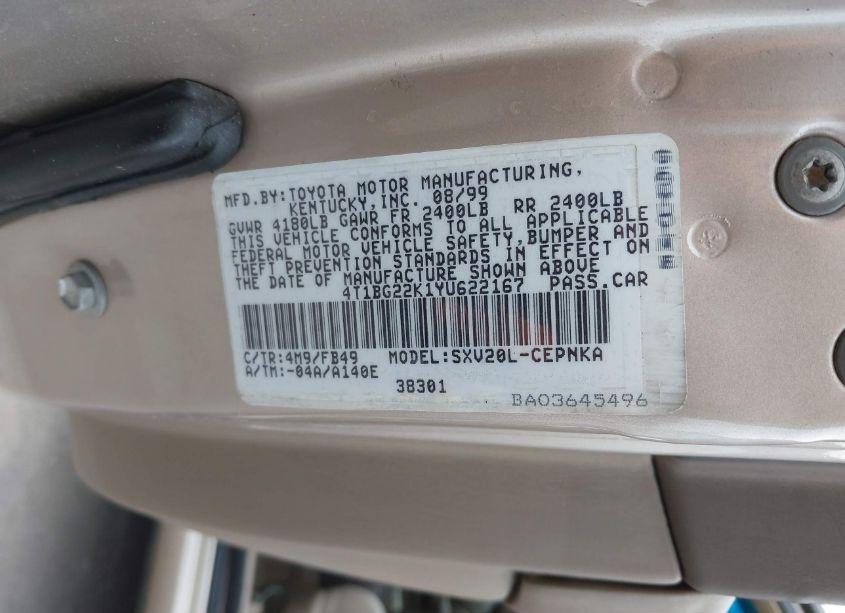 MFD.BY:TOYOTA MOTOR MANUFACTURING,
KENTUCKY,INC. 08/99
GVWR 4180LB GAWR FR 2400LB RR 2400LB
THIS VEHICLE CONFORMS TO ALL APPLICABLE
FEDERAL MOTOR VEHICLE SAFETY,BUMPER AND
THEFT PREVENTION STANDARDS IN EFFECT ON
THE DATE OF MANUFACTURE SHOWN ABOVE
4T1BG22K1YU622167 PASS.CAR
C/TR:4M9/FB49 MODEL:SXV20L-CEPNKA
A/TM:-04A/A140E
38301
BA03645496